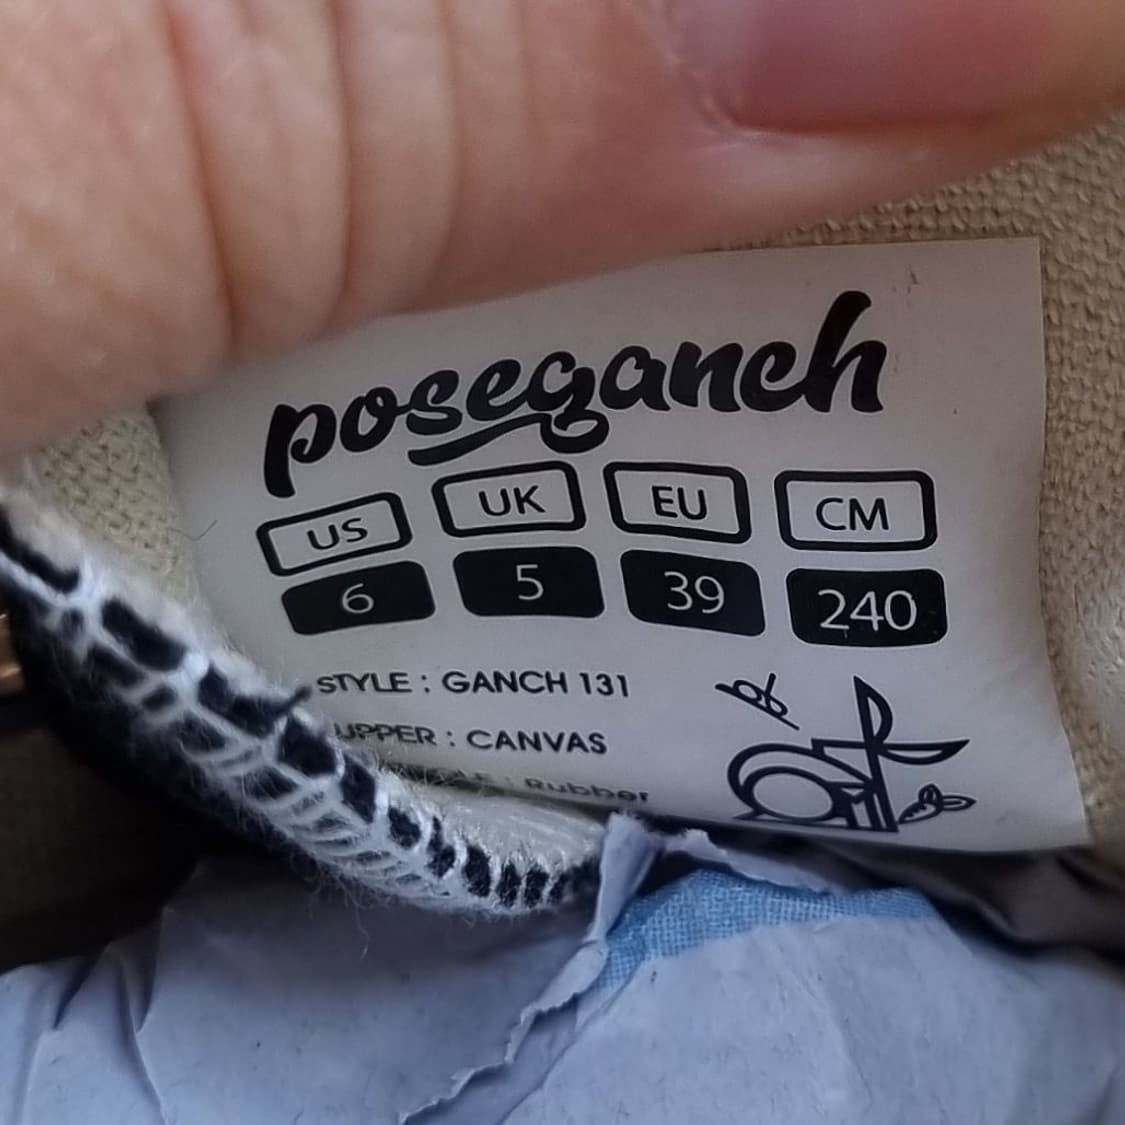 poseganch
US UK EU CM
6 5 39 240
STYLE : GANCH 131
UPPER : CANVAS
: Rubber